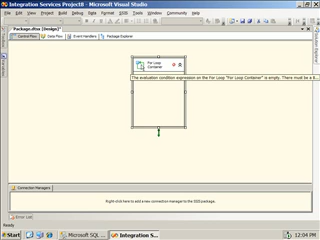 Integration Services Project8 - Microsoft Visual Studio
File Edit View Project Build Debug Data Format SSIS Tools Window Community Help
Package.dtsx [Design]*
Control Flow Data Flow Event Handlers Package Explorer
For Loop
Container
The evaluation condition expression on the For Loop "For Loop Container" is empty. There must be a
Connection Managers
Right-click here to add a new connection manager to the SSIS package.
Error List
Ready
Start Microsoft SQL Integration S... 12:04 PM